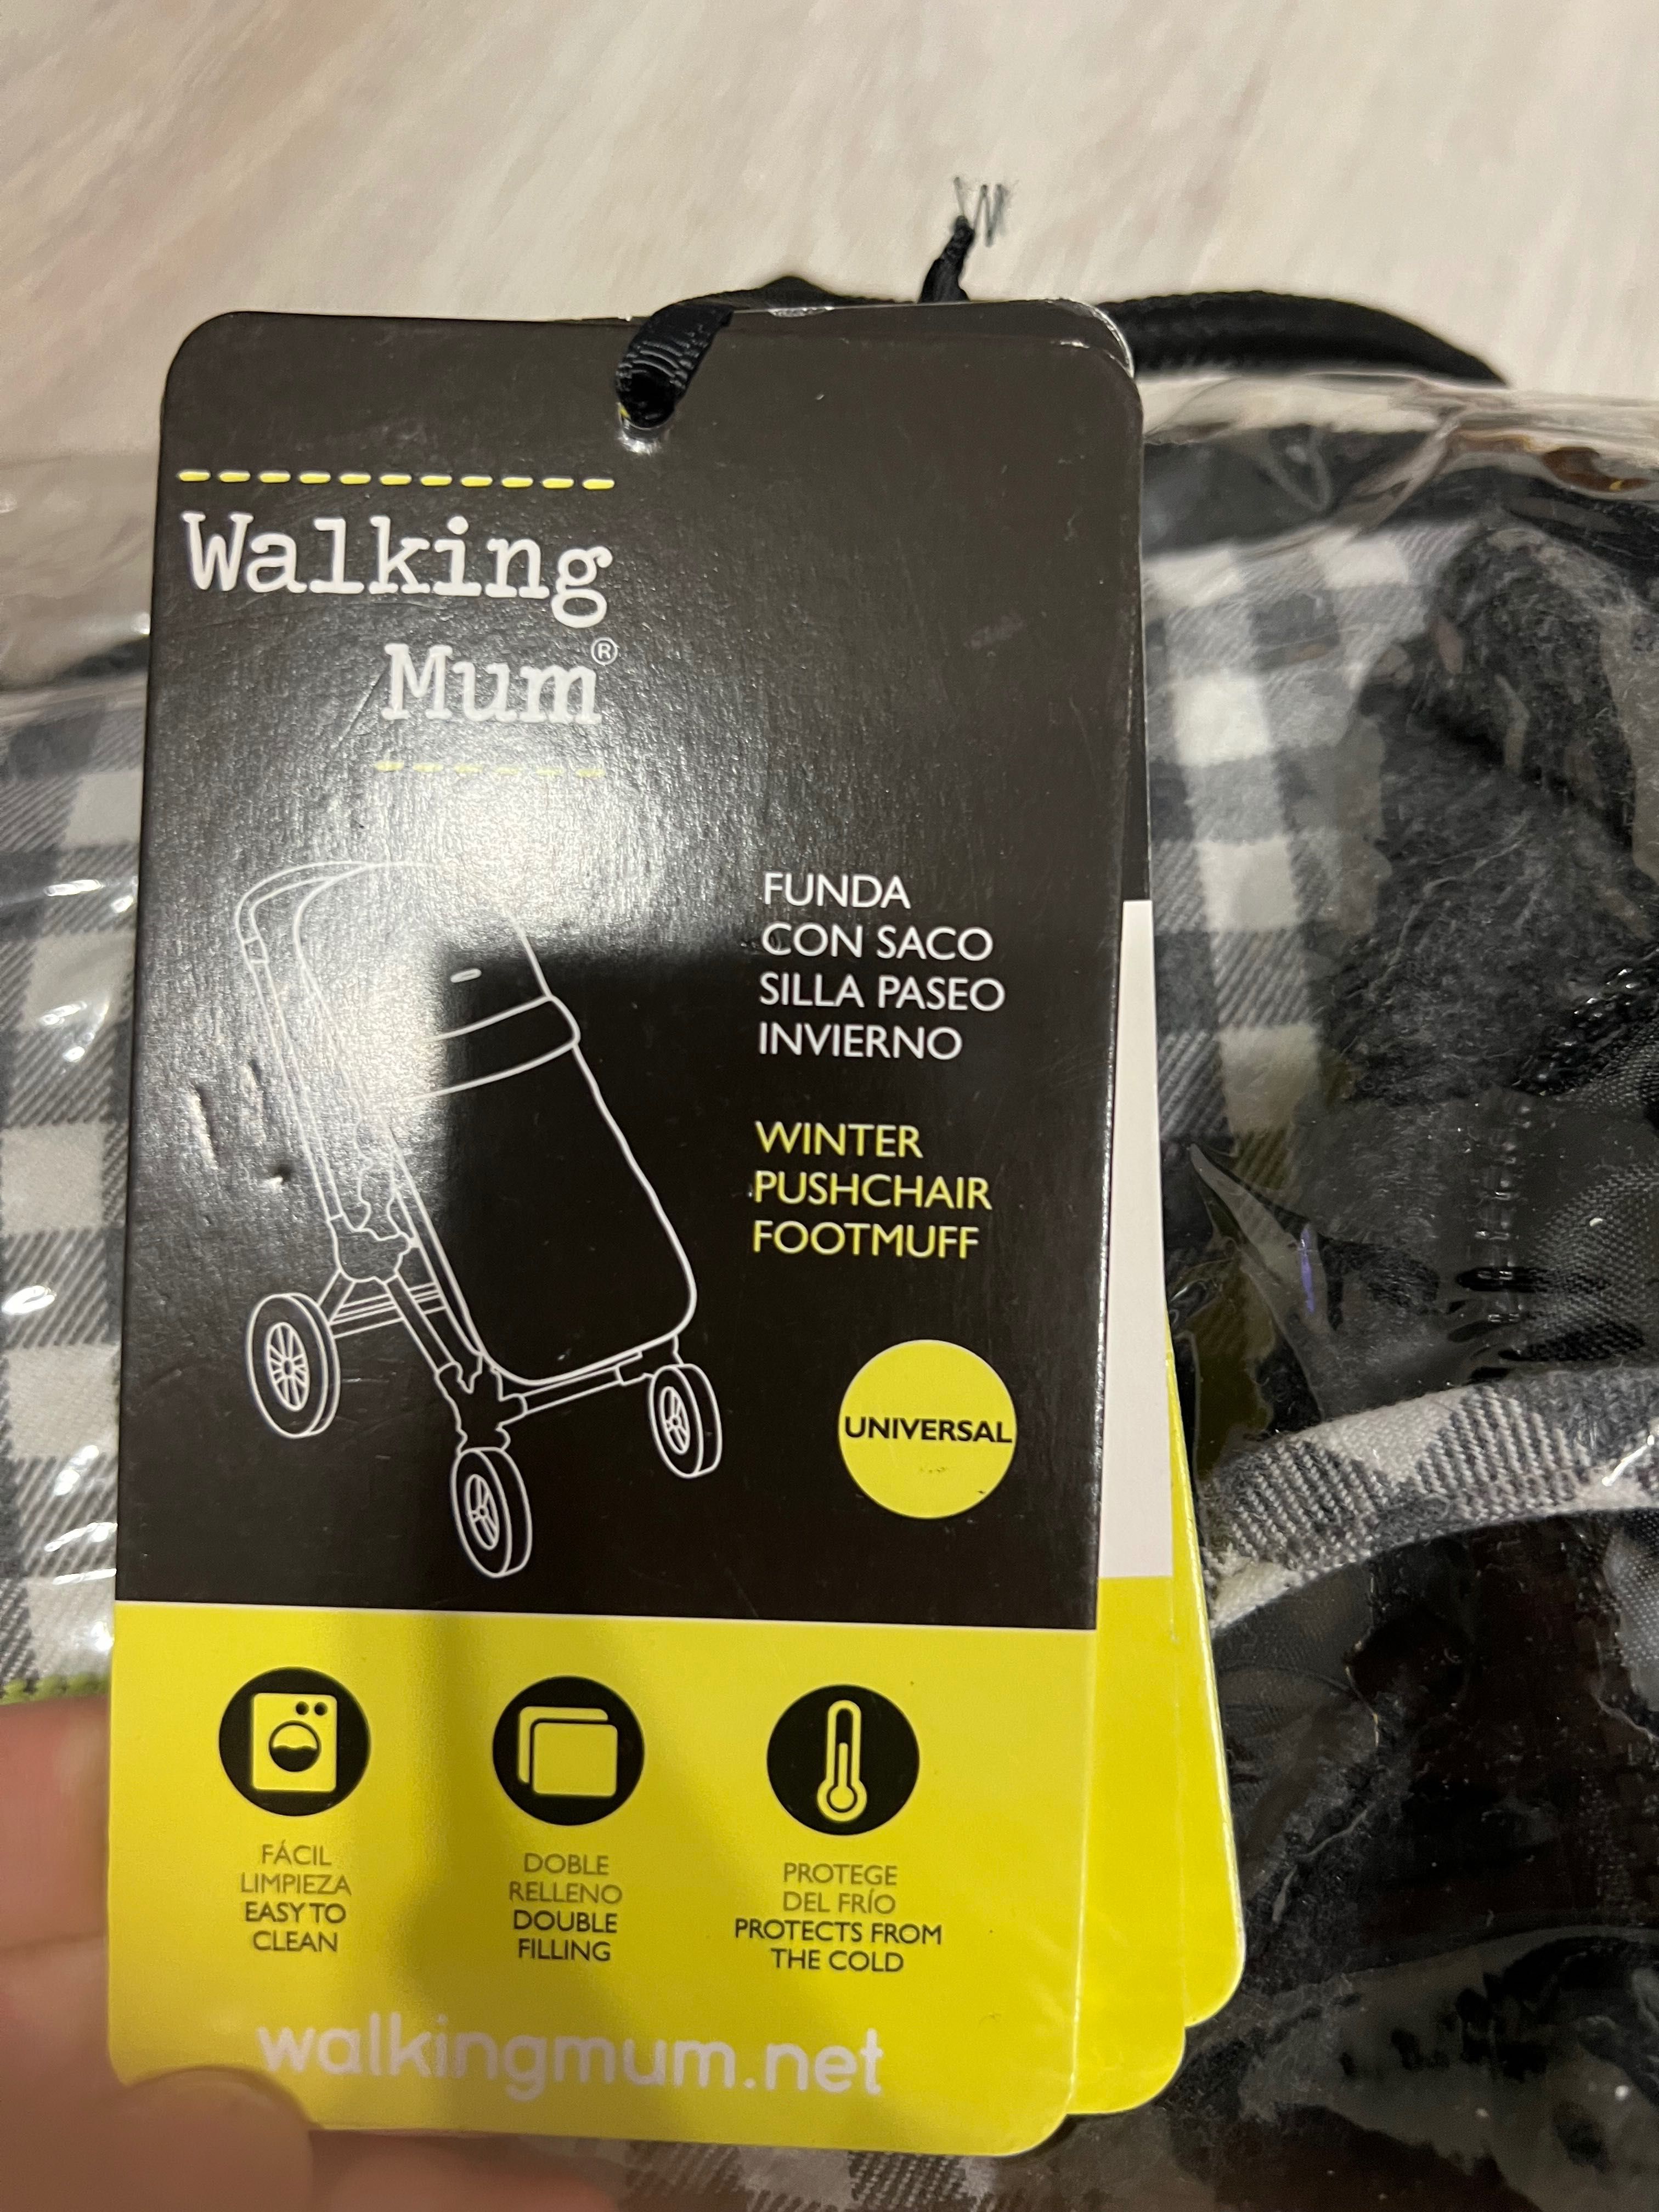 Walking
Mum®
FUNDA
CON SACO
SILLA PASEO
INVIERNO
WINTER
PUSHCHAIR
FOOTMUFF
UNIVERSAL
FÁCIL
LIMPIEZA
EASY TO
CLEAN
DOBLE
RELLENO
DOUBLE
FILLING
PROTEGE
DEL FRÍO
PROTECTS FROM
THE COLD
walkingmum.net